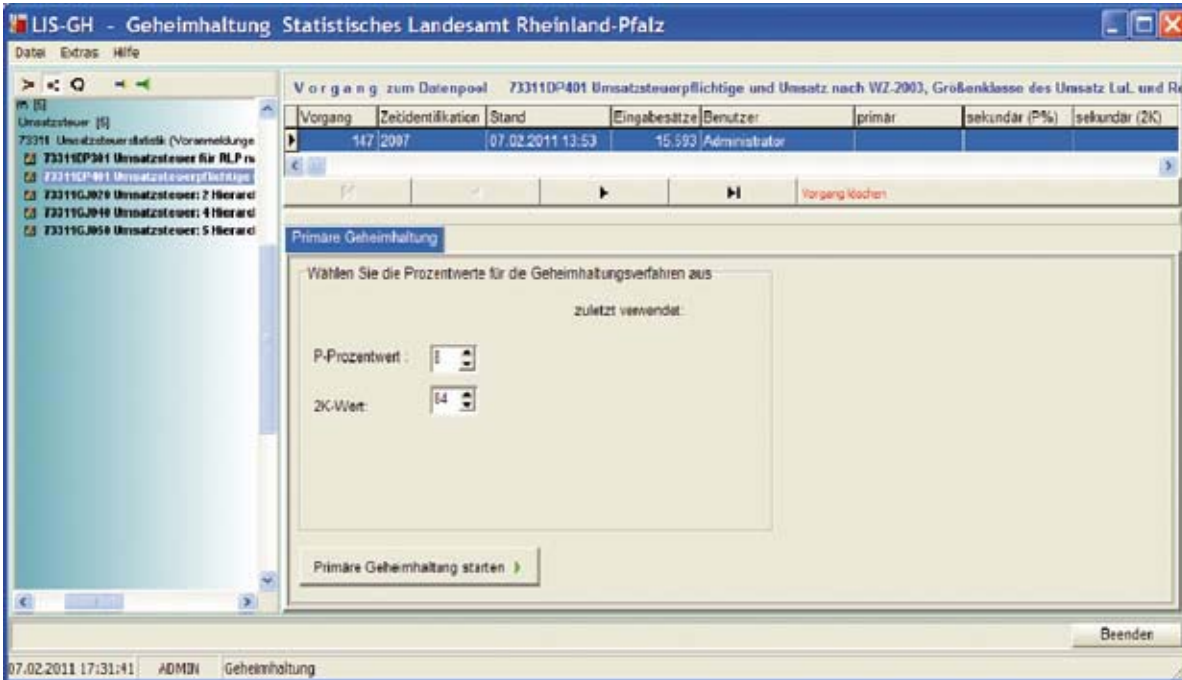 LIS-GH - Geheimhaltung Statistisches Landesamt Rheinland-Pfalz
Datei Extras Hilfe
Vorgang zum Datenpool 73311DP401 Umsatzsteuerpflichtige und Umsatz nach WZ-2003, Größenklasse des Umsatz LuL und Re
Vorgang Zeitidentifikation Stand Eingabesätze Benutzer primär sekundär (P%) sekundär (2K)
147 2007 07.02.2011 13:53 15.593 Administrator
Vorgang löschen
[5]
Umsatzsteuer [5]
73311 Umsatzsteuerstatistik (Voranmeldunge
73311DP301 Umsatzsteuer für RLP n
73311DP401 Umsatzsteuerpflichtige
73311GJ020 Umsatzsteuer: 2 Hierarcl
73311GJ040 Umsatzsteuer: 4 Hierarcl
73311GJ050 Umsatzsteuer: 5 Hierarcl
Primäre Geheimhaltung
Wählen Sie die Prozentwerte für die Geheimhaltungsverfahren aus
zuletzt verwendet:
P-Prozentwert :
2K-Wert: 84
Primäre Geheimhaltung starten
Beenden
07.02.2011 17:31:41 ADMIN Geheimhaltung